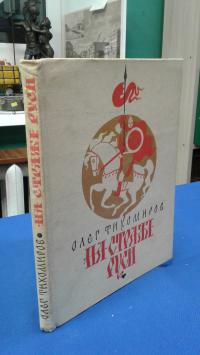 ОЛЕГ ТИХОМИРОВ
НА СТРАЖЕ
РУСИ
ОЛЕГ ТИХОМИРОВ • НА СТРАЖЕ РУСИ